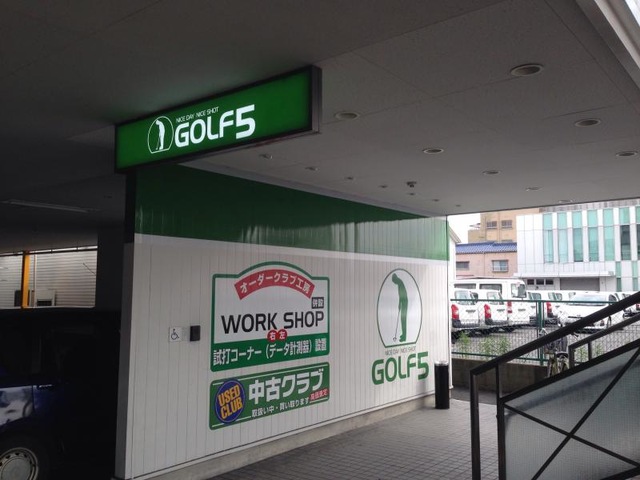 NICE DAY NICE SHOT
GOLF5
オーダークラブ工房
併設
WORK SHOP
右左
試打コーナー(データ計測器)設置
USED CLUB
中古クラブ
取扱い中・買い取ります
NICE DAY NICE SHOT
GOLF5